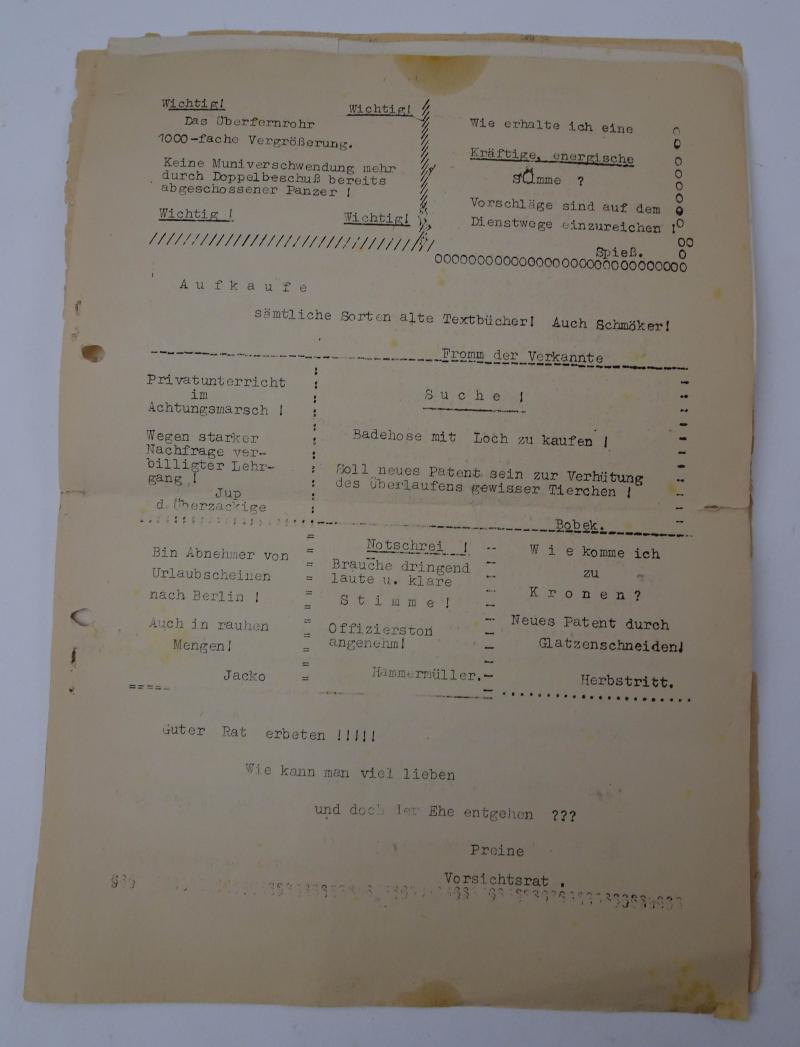 Wichtig! Wichtig!
Das Überfernrohr
1000-fache Vergrößerung.
Keine Muniverschwendung mehr
durch Doppelbeschuß bereits
abgeschossener Panzer !
Wichtig ! Wichtig!
Wie erhalte ich eine
Kräftige, energische
Stimme ?
Vorschläge sind auf dem
Dienstwege einzureichen !
Spieß.
A u f k a u f e
sämtliche Sorten alte Textbücher! Auch Schmöker!
Fromm der Verkannte
Privatunterricht
im
Achtungsmarsch !
Wegen starker
Nachfrage ver-
billigter Lehr-
gang !
Jup
d. Überzackige
S u c h e !
Badehose mit Loch zu kaufen !
Soll neues Patent sein zur Verhütung
des Überlaufens gewisser Tierchen !
Bobek.
Bin Abnehmer von
Urlaubscheinen
nach Berlin !
Auch in rauhen
Mengen!
Jacko
Notschrei !
Brauche dringend
laute u. klare
S t i m m e !
Offizierston
angenehm!
Hammermüller.
W i e komme ich
zu
K r o n e n ?
Neues Patent durch
Glatzenschneiden!
Herbstritt.
Guter Rat erbeten !!!!!
Wie kann man viel lieben
und doch der Ehe entgehen ???
Preine
Vorsichtsrat .